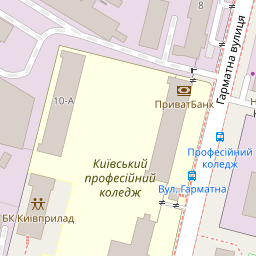 8
Гарматна вулиця
10-А
ПриватБанк
Професійний
коледж
Київський
професійний
коледж
Вул. Гарматна
БК Київприлад